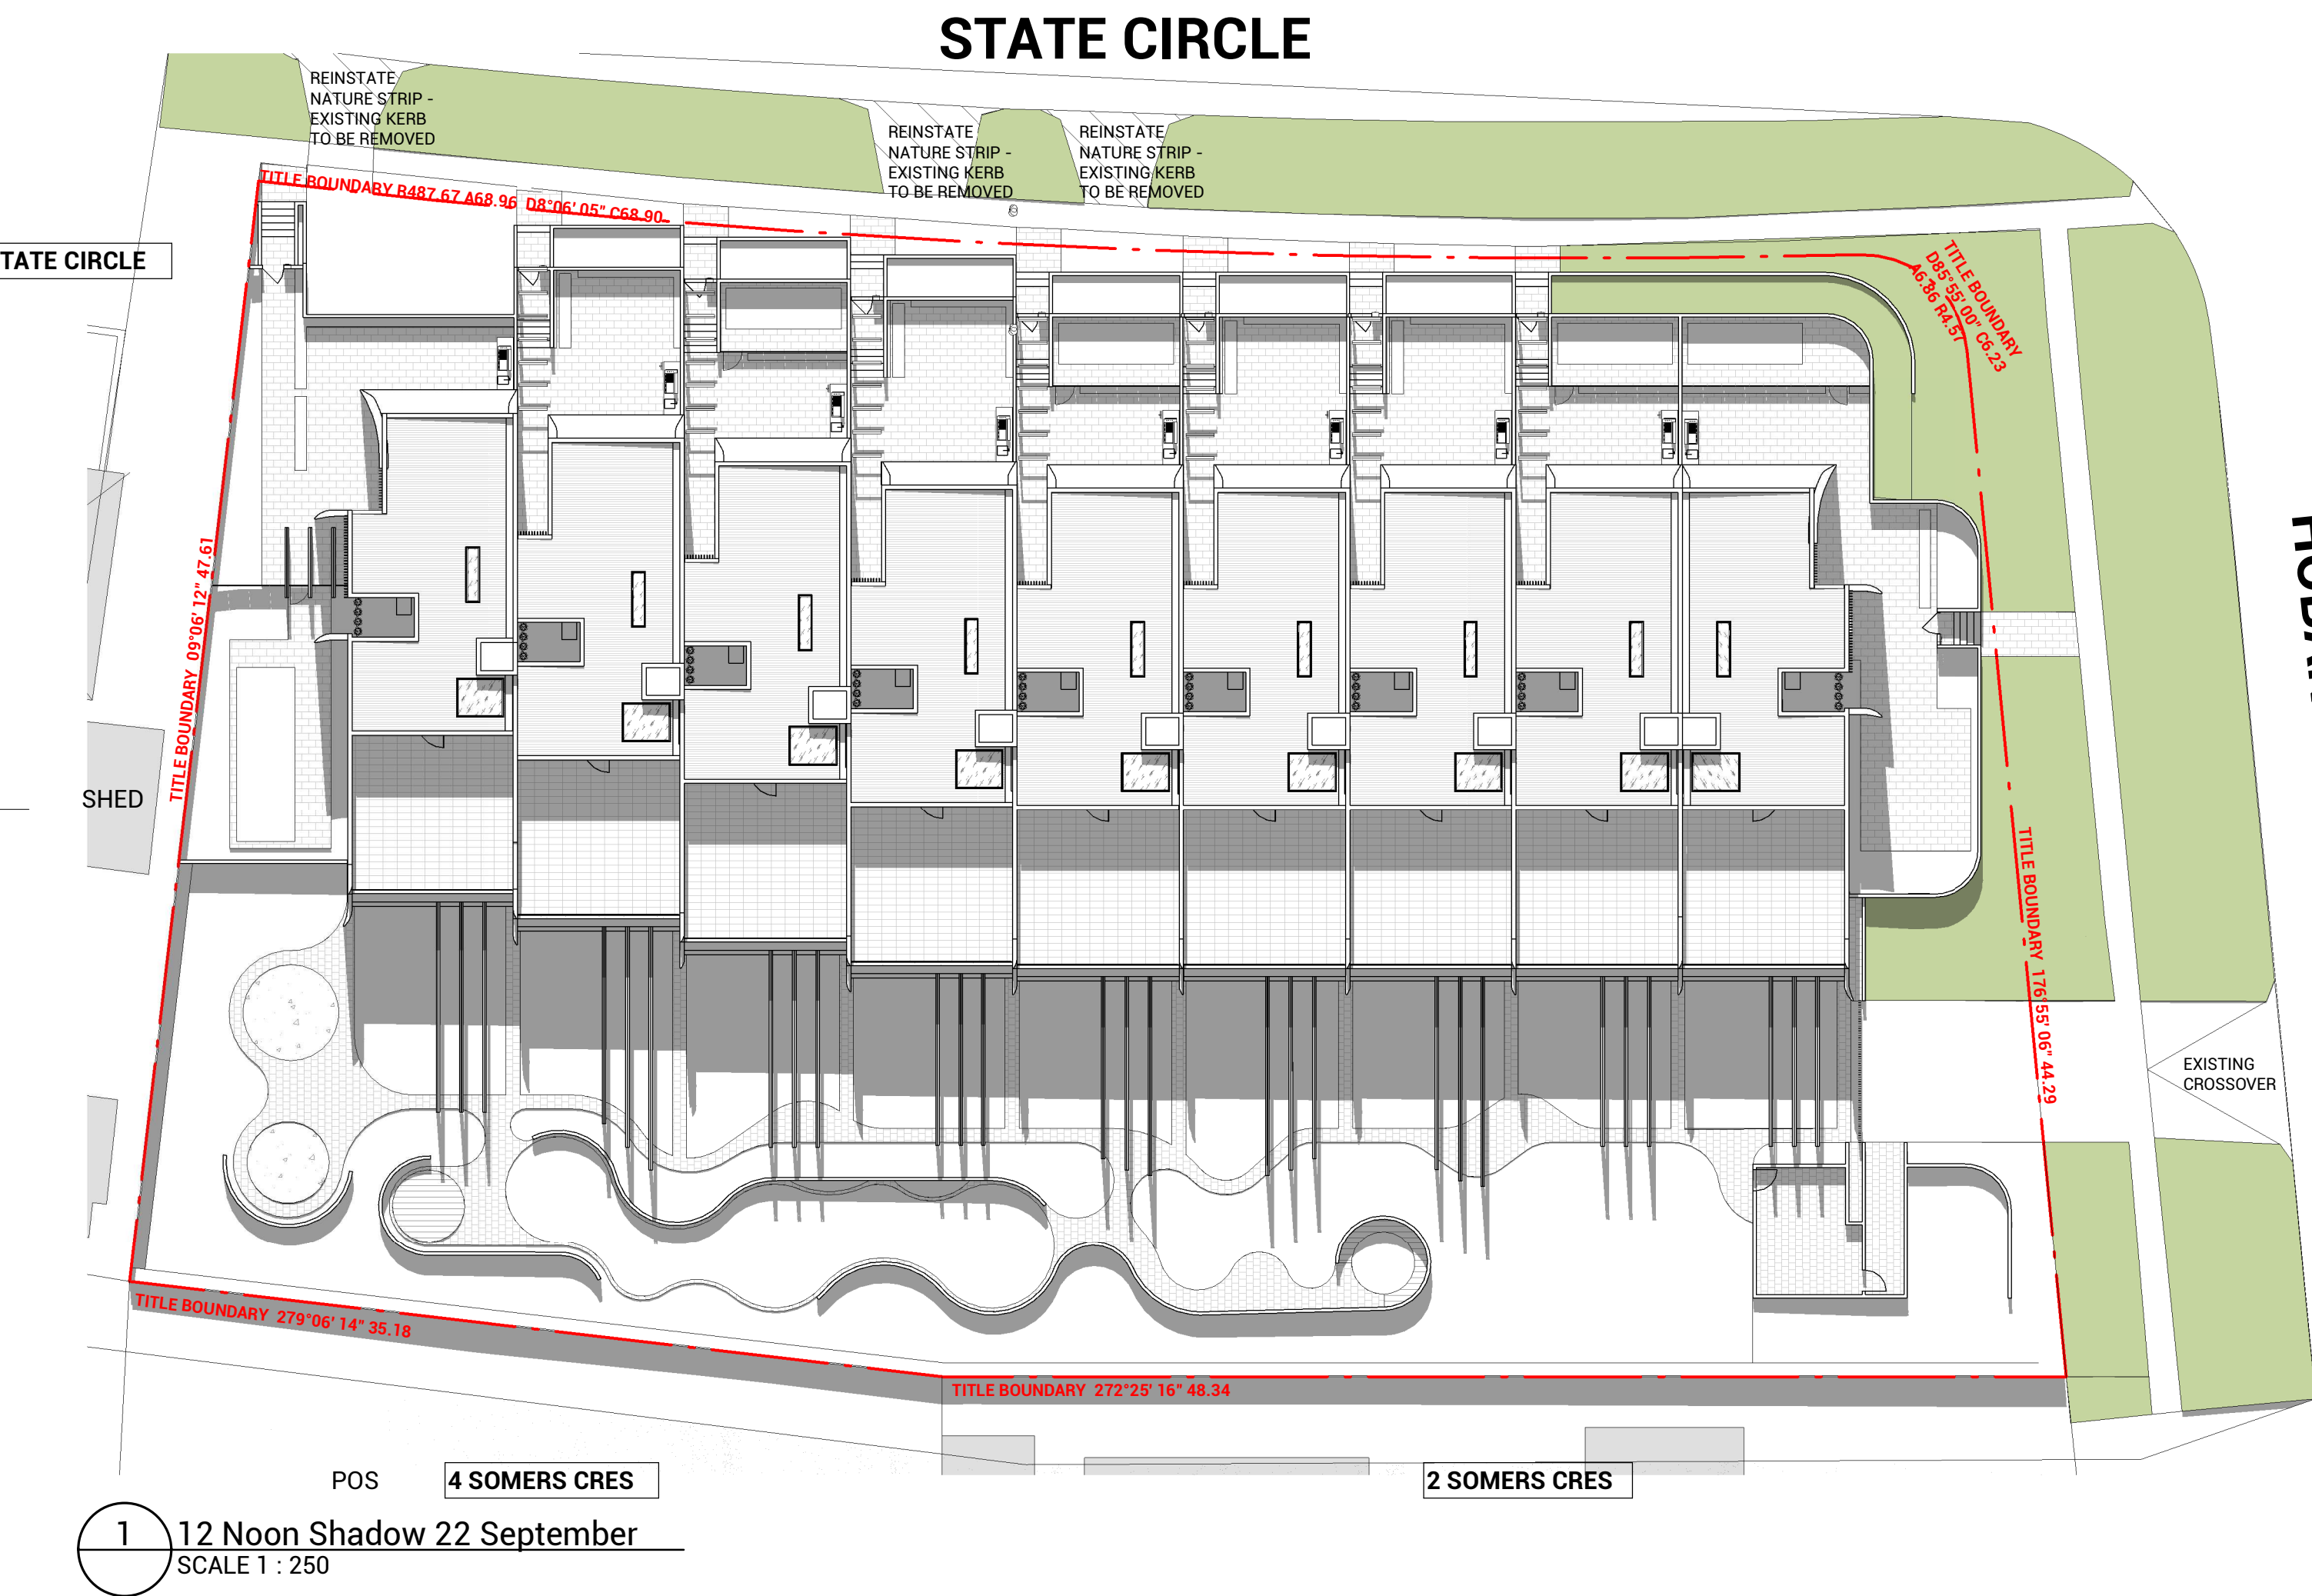 STATE CIRCLE
REINSTATE
NATURE STRIP -
EXISTING KERB
TO BE REMOVED
REINSTATE
NATURE STRIP -
EXISTING KERB
TO BE REMOVED
REINSTATE
NATURE STRIP -
EXISTING KERB
TO BE REMOVED
TITLE BOUNDARY R487.67 A68.96 D8°06' 05" C68.90
TATE CIRCLE
TITLE BOUNDARY
D85°55' 00" C6.23
A6.86 R4.57
TITLE BOUNDARY 09°06' 12" 47.61
SHED
TITLE BOUNDARY 176°55' 06" 44.29
EXISTING
CROSSOVER
TITLE BOUNDARY 279°06' 14" 35.18
TITLE BOUNDARY 272°25' 16" 48.34
POS
4 SOMERS CRES
2 SOMERS CRES
1
12 Noon Shadow 22 September
SCALE 1 : 250